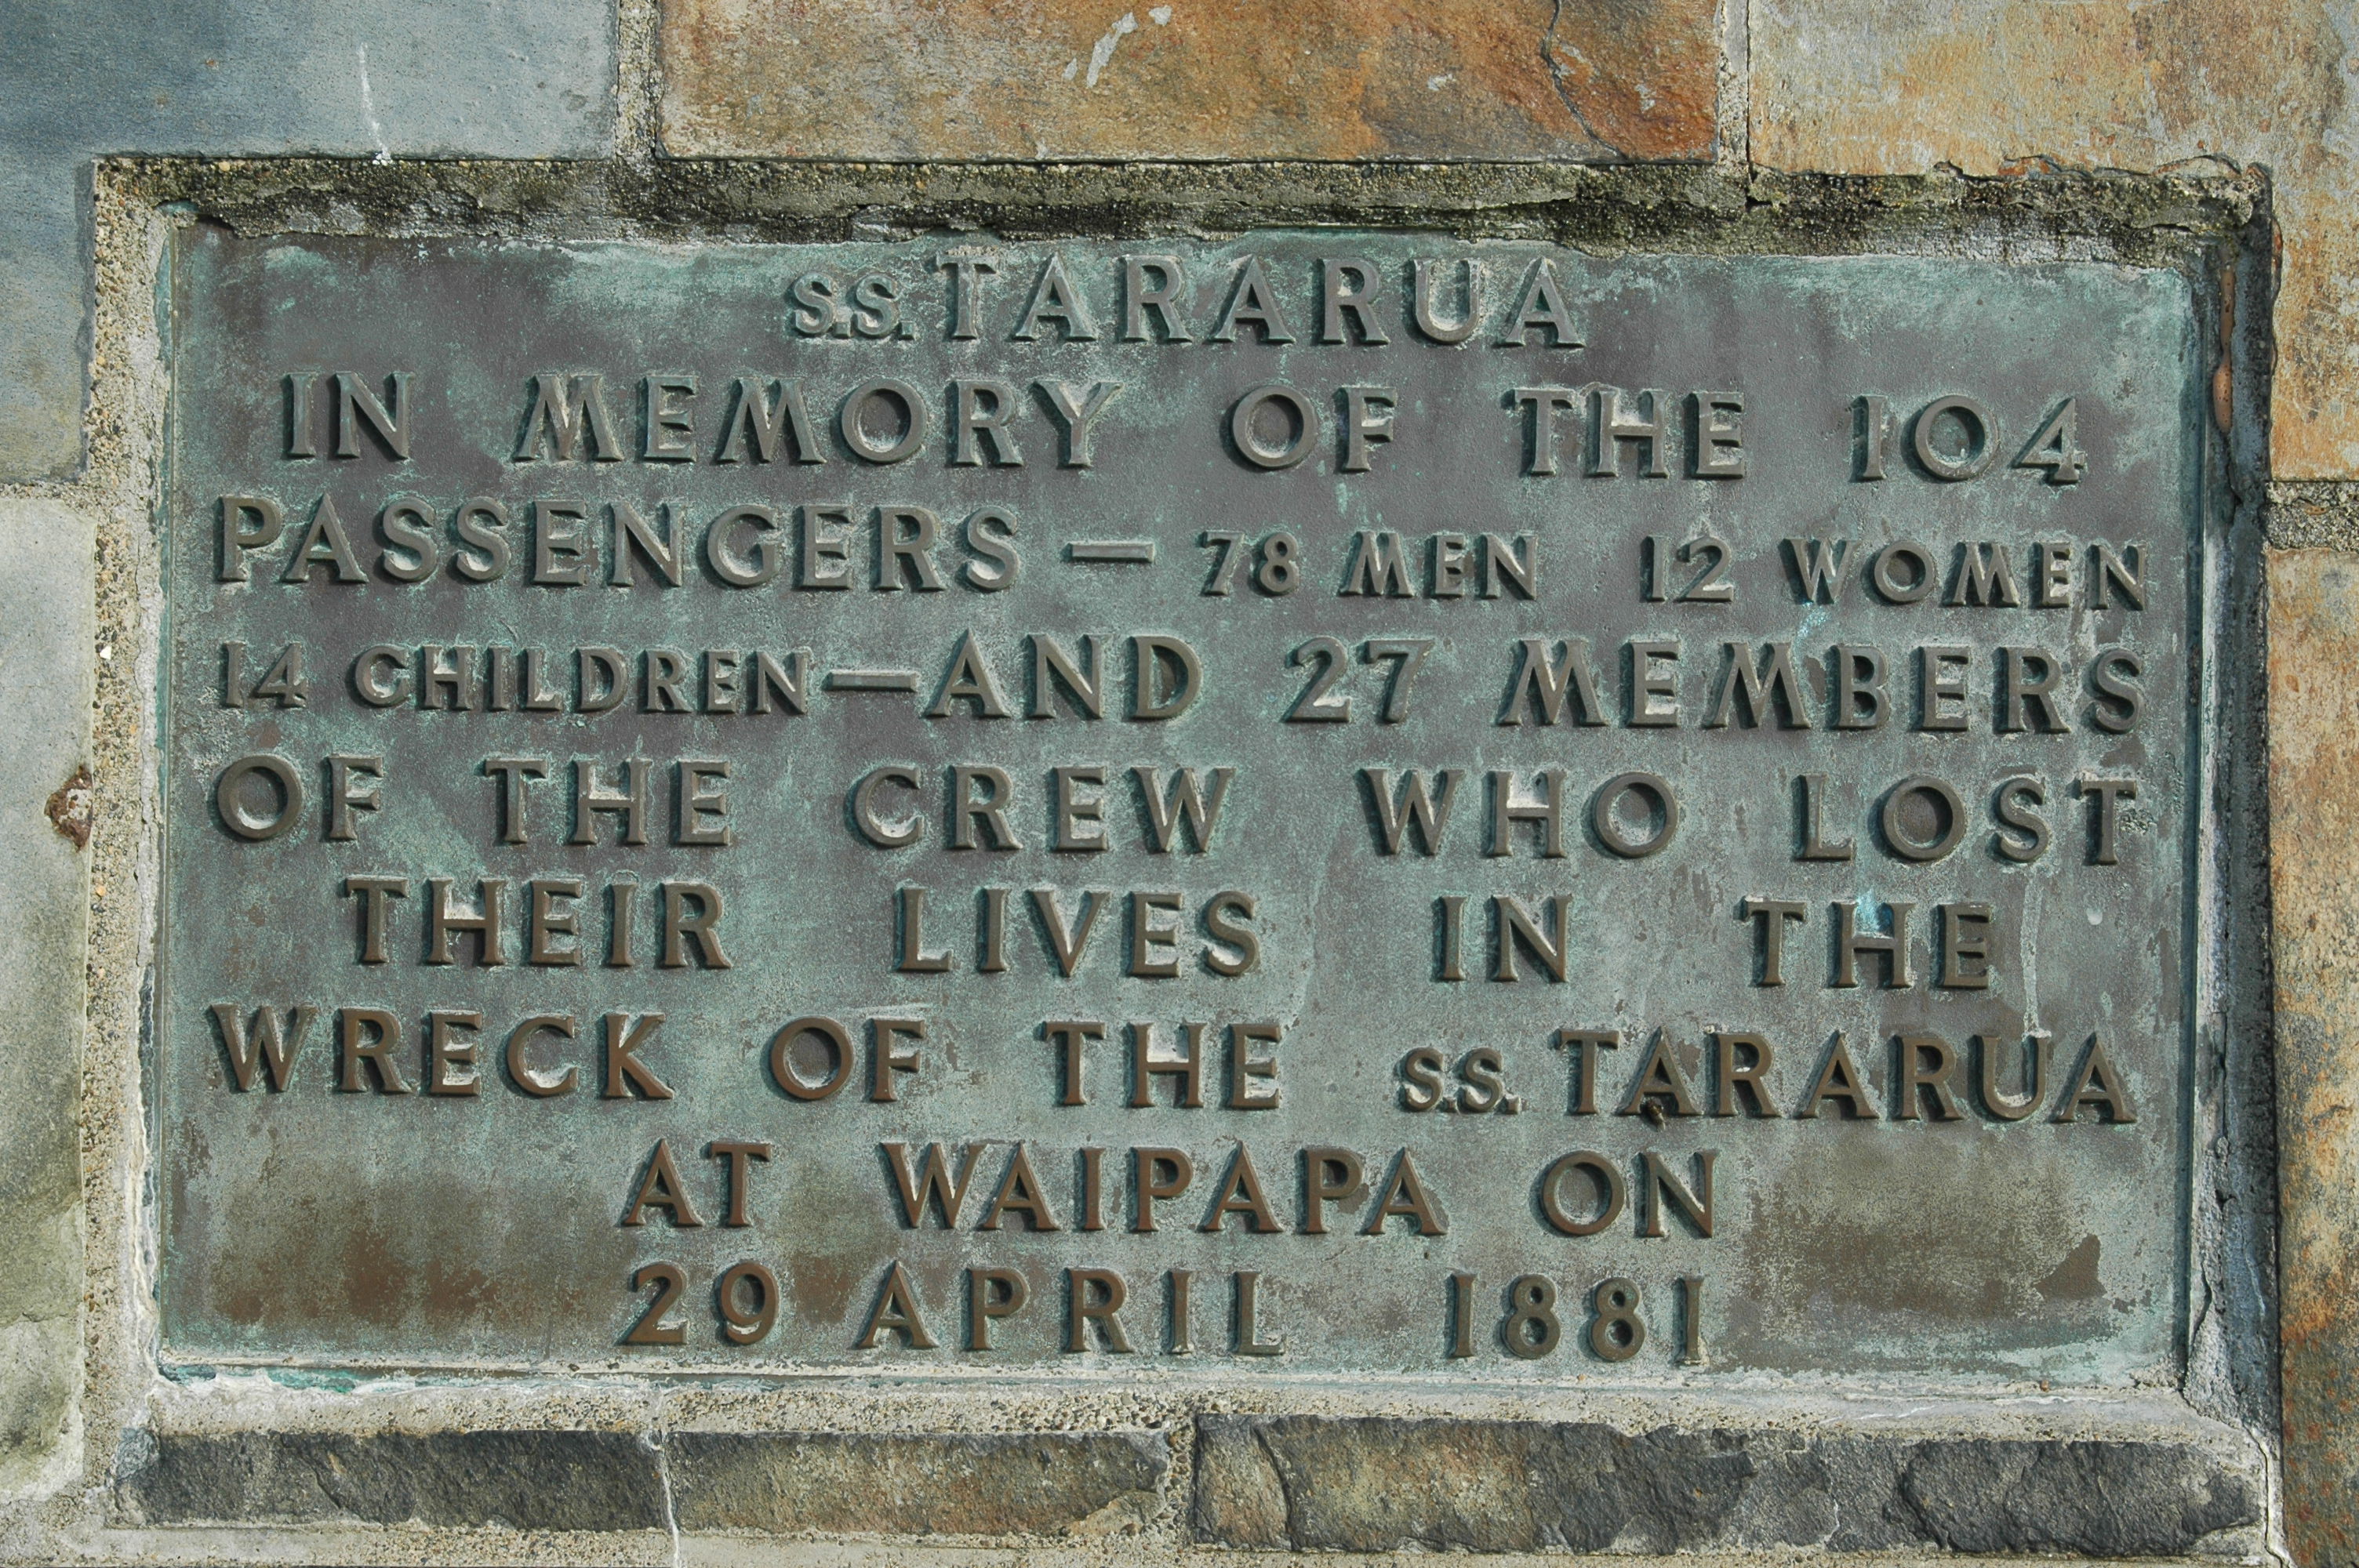 S.S. TARARUA
IN MEMORY OF THE 104
PASSENGERS — 78 MEN 12 WOMEN
14 CHILDREN — AND 27 MEMBERS
OF THE CREW WHO LOST
THEIR LIVES IN THE
WRECK OF THE S.S. TARARUA
AT WAIPAPA ON
29 APRIL 1881